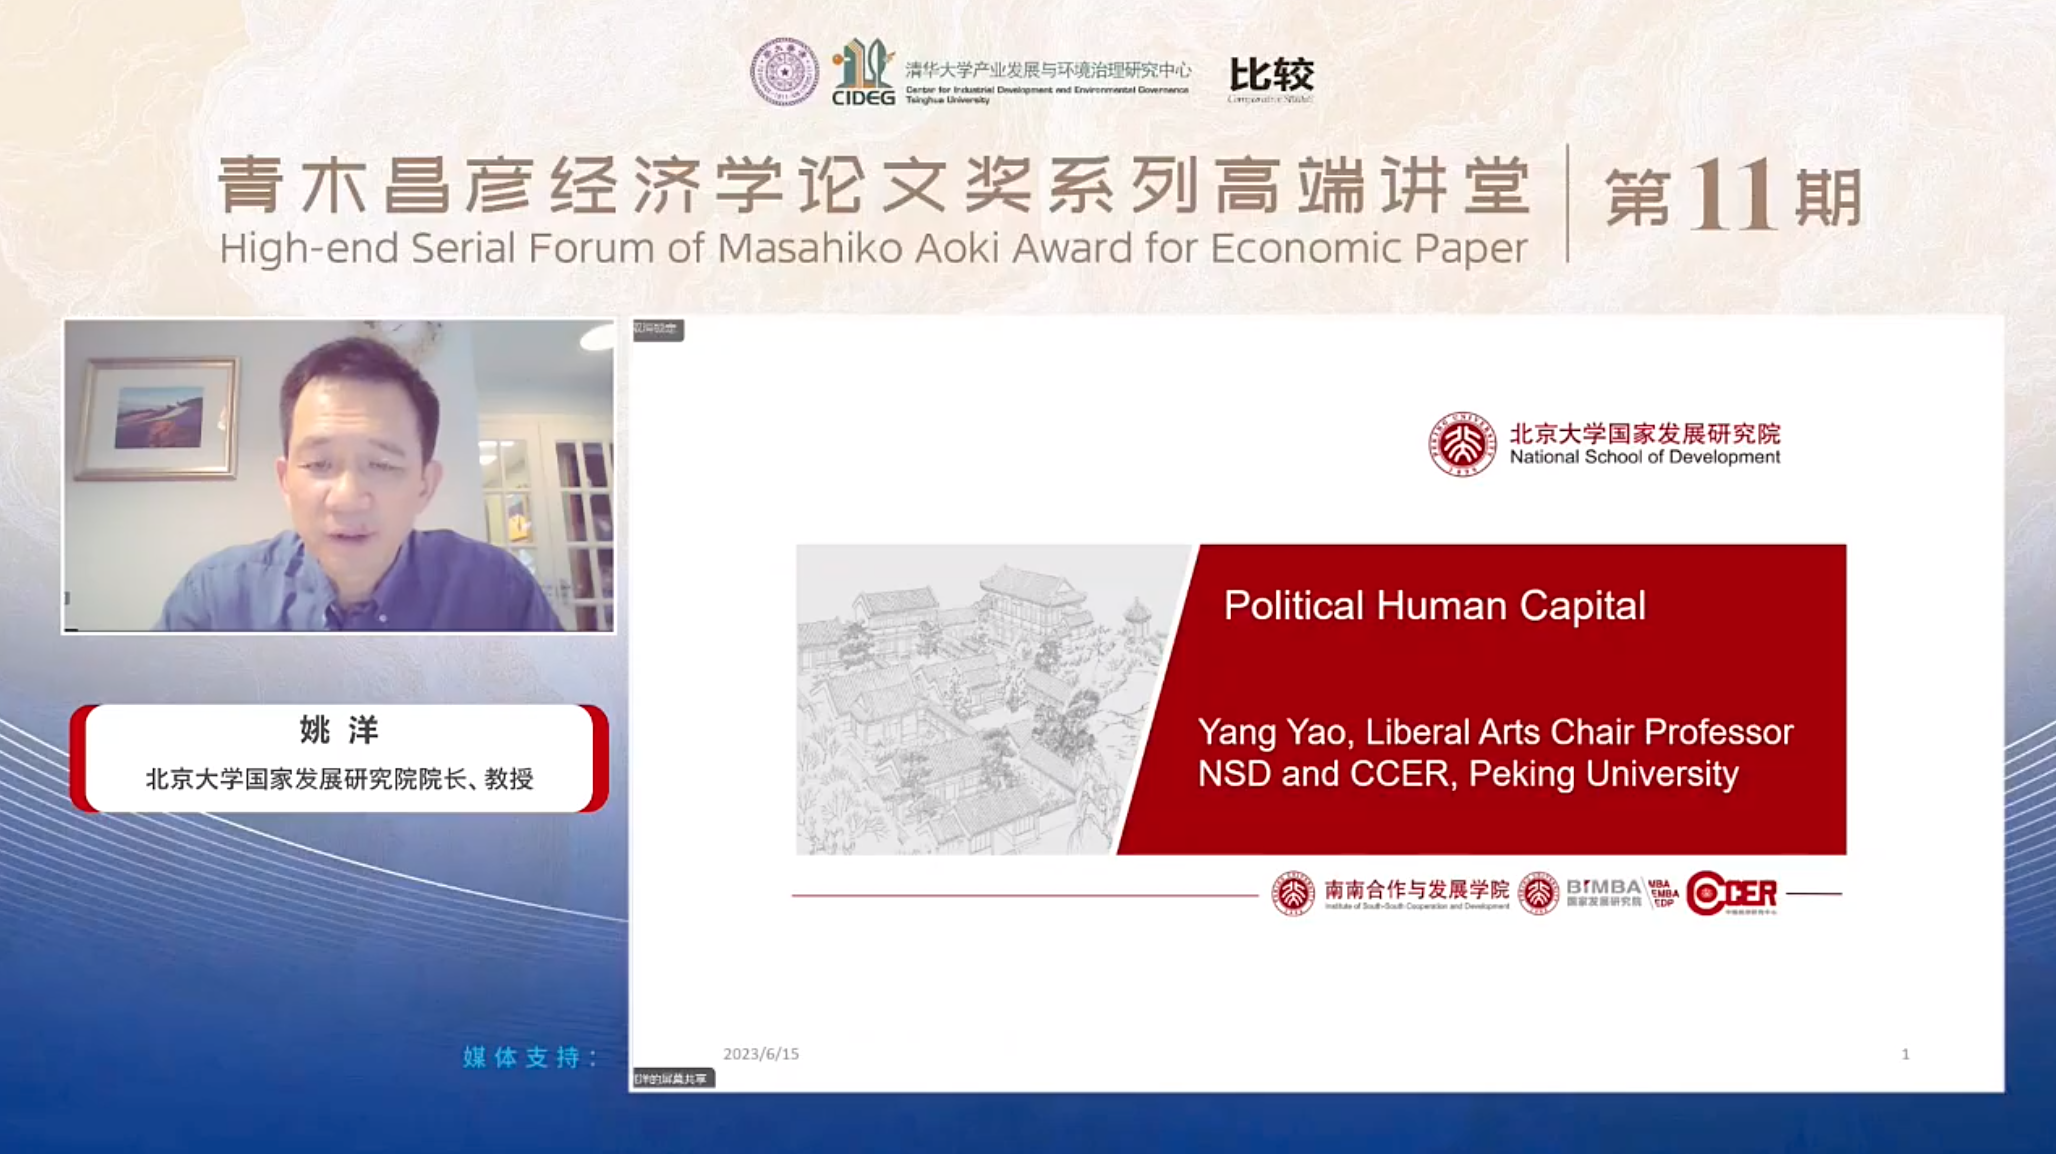 CIDEG
清华大学产业发展与环境治理研究中心
Center for Industrial Development and Environmental Governance
Tsinghua University
比较
Comparative Studies
青木昌彦经济学论文奖系列高端讲堂
High-end Serial Forum of Masahiko Aoki Award for Economic Paper
第11期
北京大学国家发展研究院
National School of Development
Political Human Capital
Yang Yao, Liberal Arts Chair Professor
NSD and CCER, Peking University
姚 洋
北京大学国家发展研究院院长、教授
南南合作与发展学院
Institute of South-South Cooperation and Development
BiMBA
国家发展研究院
MBA
EMBA
EDP
CCER
媒体支持：
2023/6/15
1
洋的屏幕共享